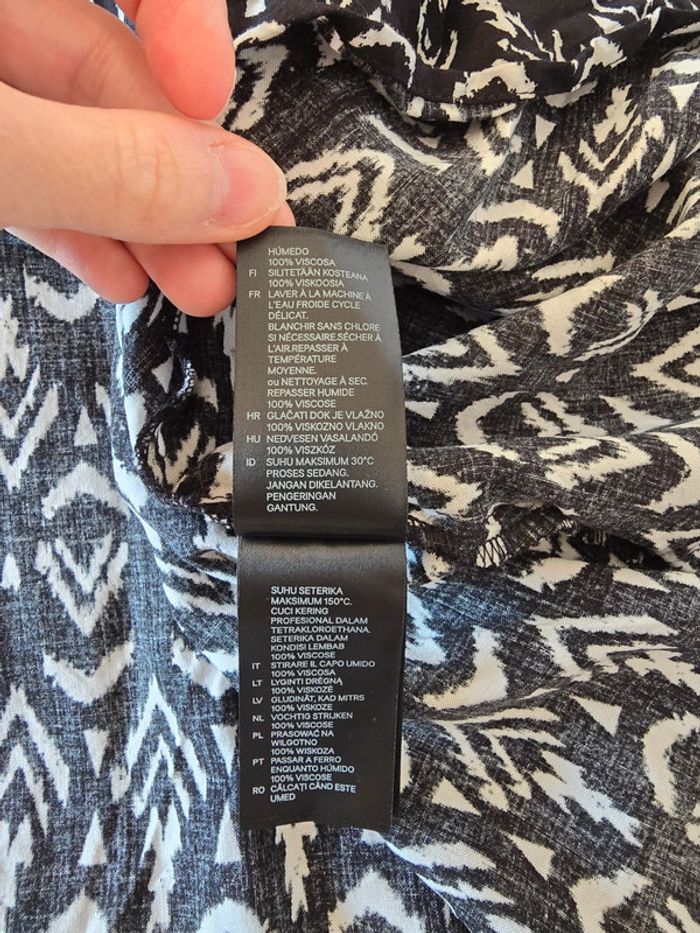 HÚMEDO
100% VISCOSA
FI SILITETÄÄN KOSTEANA
100% VISKOOSIA
FR LAVER À LA MACHINE À
L'EAU FROIDE CYCLE
DÉLICAT.
BLANCHIR SANS CHLORE
SI NÉCESSAIRE.SÉCHER À
L'AIR.REPASSER À
TEMPÉRATURE
MOYENNE.
ou NETTOYAGE À SEC.
REPASSER HUMIDE
100% VISCOSE
HR GLAČATI DOK JE VLAŽNO
100% VISKOZNO VLAKNO
HU NEDVESEN VASALANDÓ
100% VISZKÓZ
ID SUHU MAKSIMUM 30°C
PROSES SEDANG.
JANGAN DIKELANTANG.
PENGERINGAN
GANTUNG.
SUHU SETERIKA
MAKSIMUM 150°C.
CUCI KERING
PROFESIONAL DALAM
TETRAKLOROETHANA.
SETERIKA DALAM
KONDISI LEMBAB
100% VISCOSE
IT STIRARE IL CAPO UMIDO
100% VISCOSA
LT LYGINTI DRĖGNĄ
100% VISKOZĖ
LV GLUDINĀT, KAD MITRS
100% VISKOZE
NL VOCHTIG STRIJKEN
100% VISCOSE
PL PRASOWAĆ NA
WILGOTNO
100% WISKOZA
PT PASSAR A FERRO
ENQUANTO HÚMIDO
100% VISCOSE
RO CĂLCAȚI CÂND ESTE
UMED